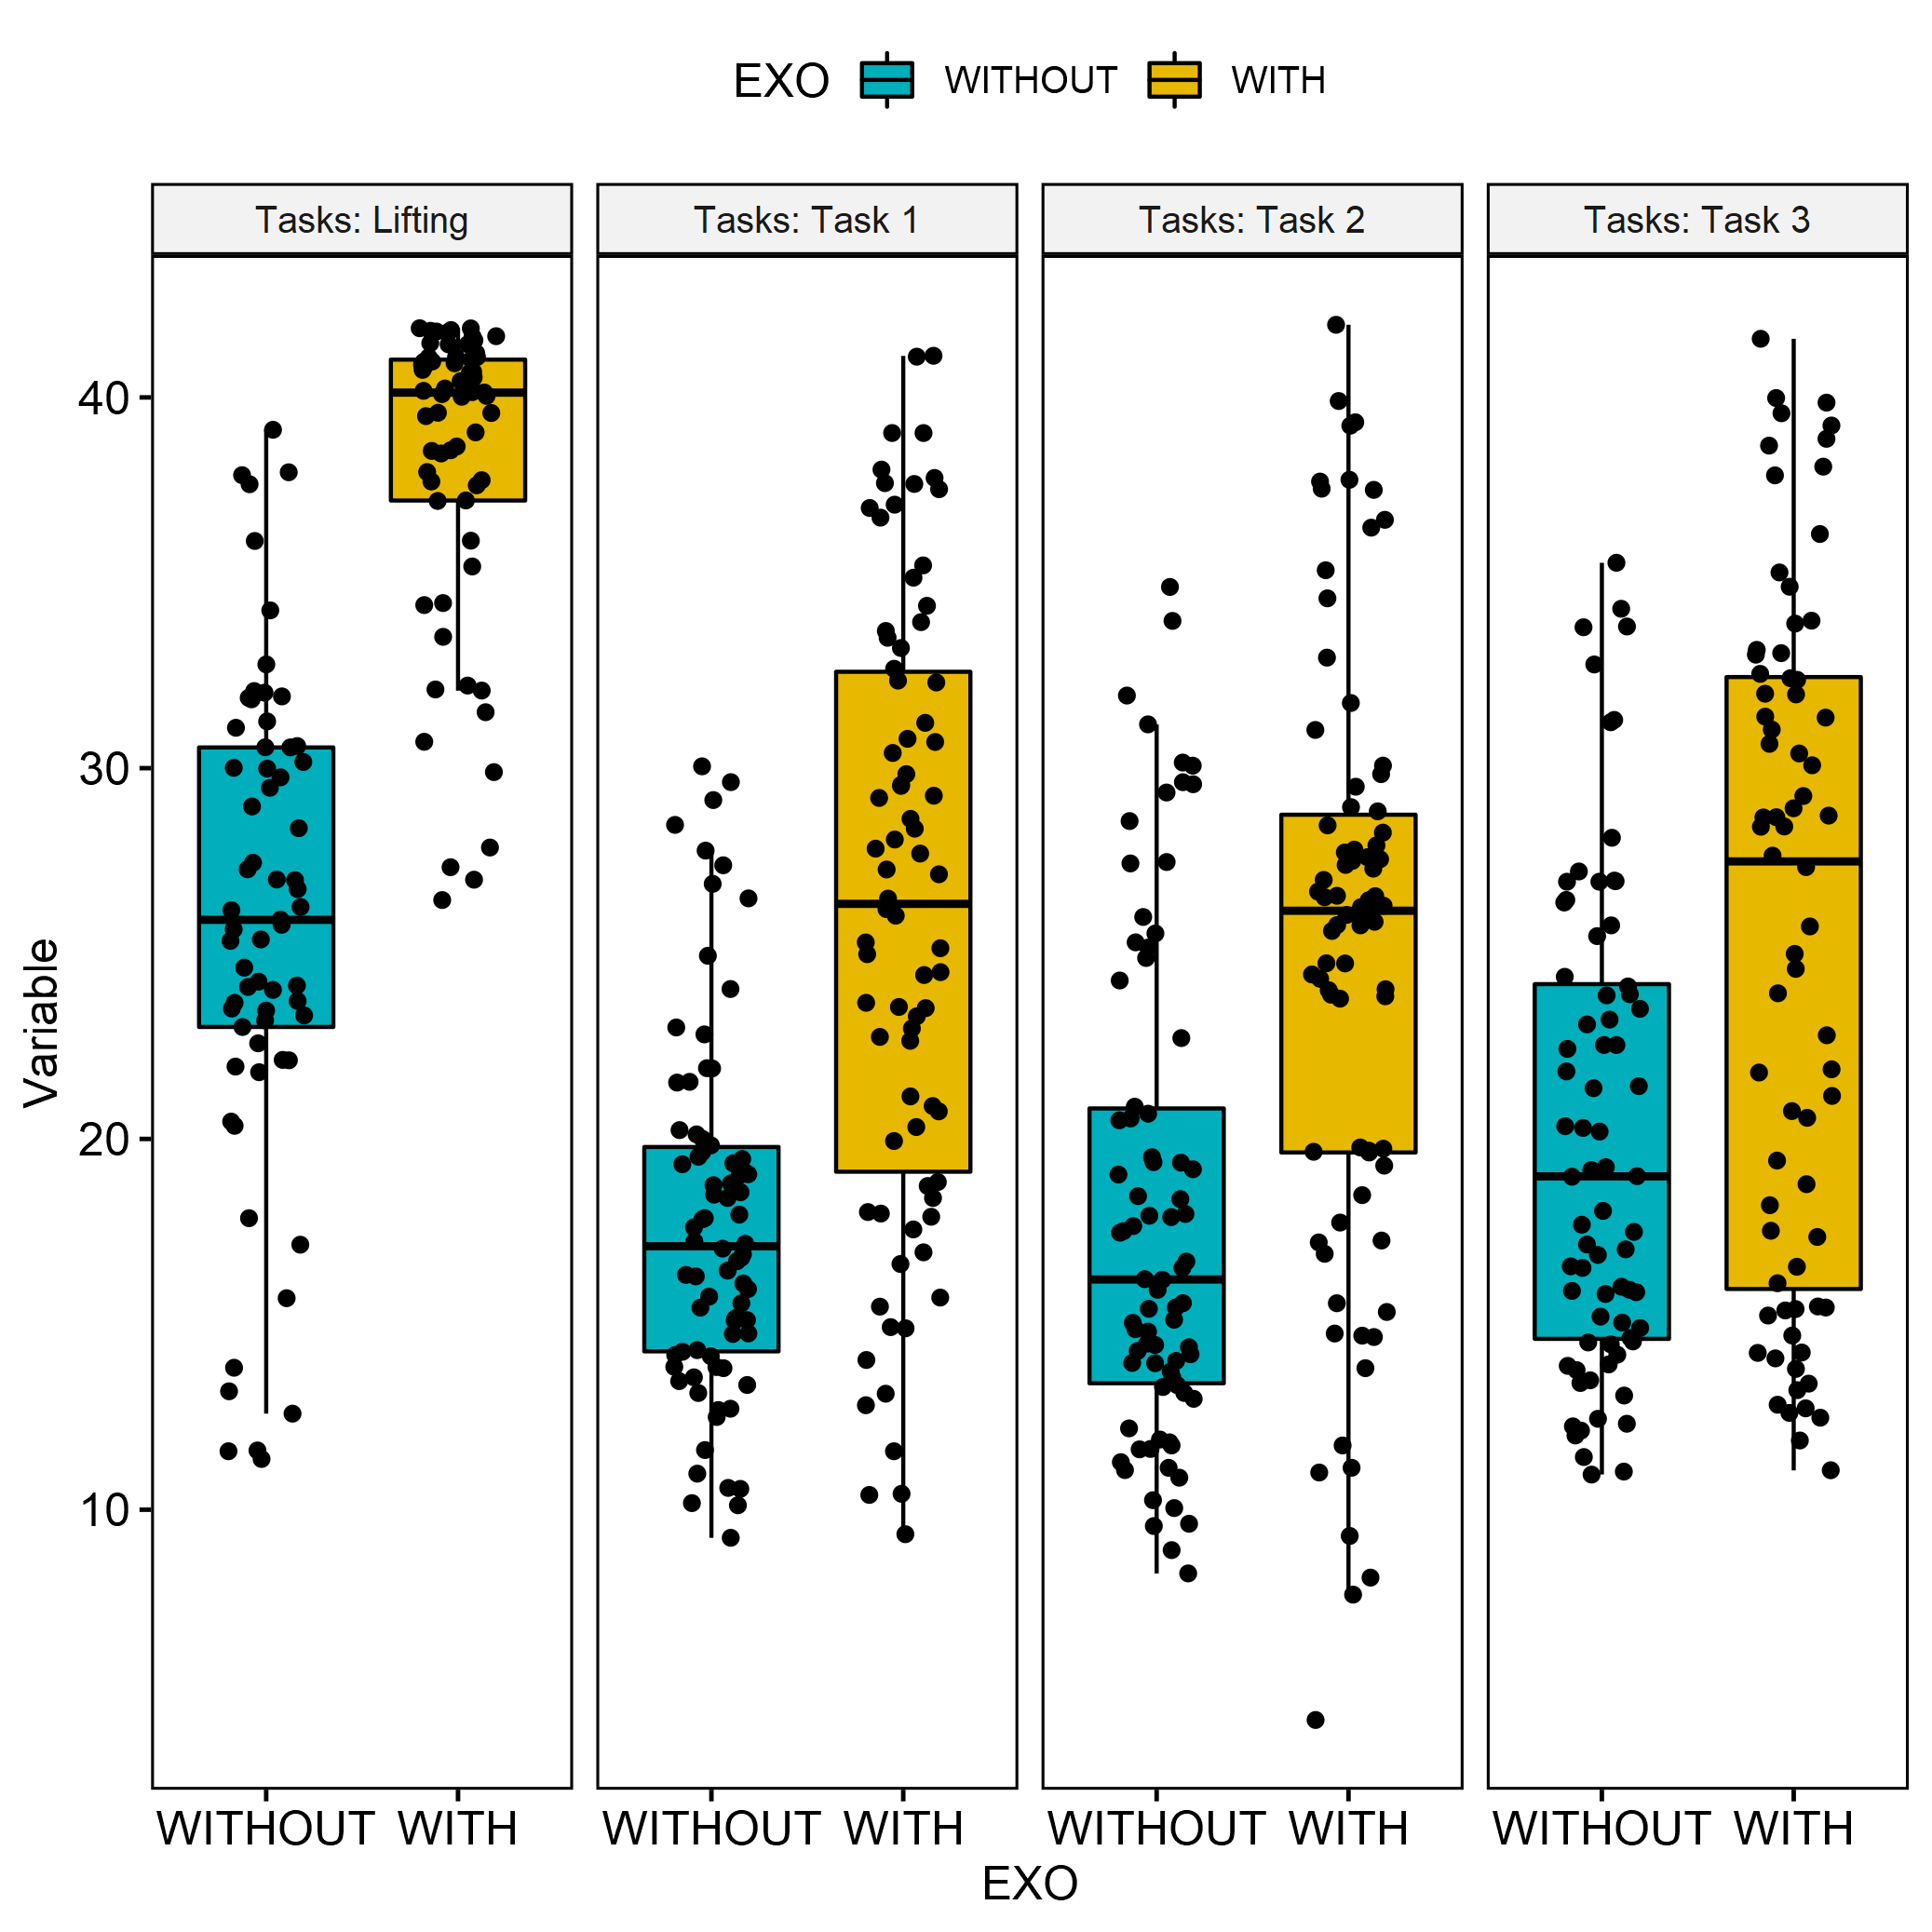 EXO WITHOUT WITH
Tasks: Lifting Tasks: Task 1 Tasks: Task 2 Tasks: Task 3
40
30
20
10
Variable
WITHOUT WITH WITHOUT WITH WITHOUT WITH WITHOUT WITH
EXO